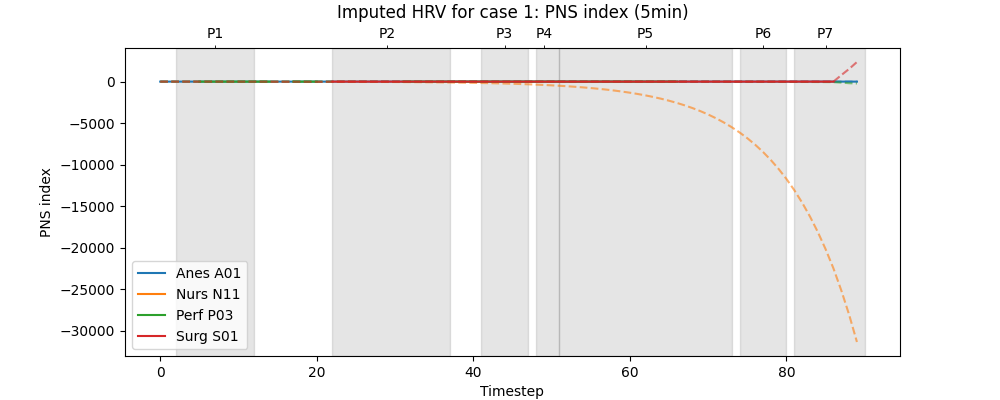 Imputed HRV for case 1: PNS index (5min)
P1 P2 P3 P4 P5 P6 P7
PNS index
0
−5000
−10000
−15000
−20000
−25000
−30000
Anes A01
Nurs N11
Perf P03
Surg S01
0 20 40 60 80
Timestep